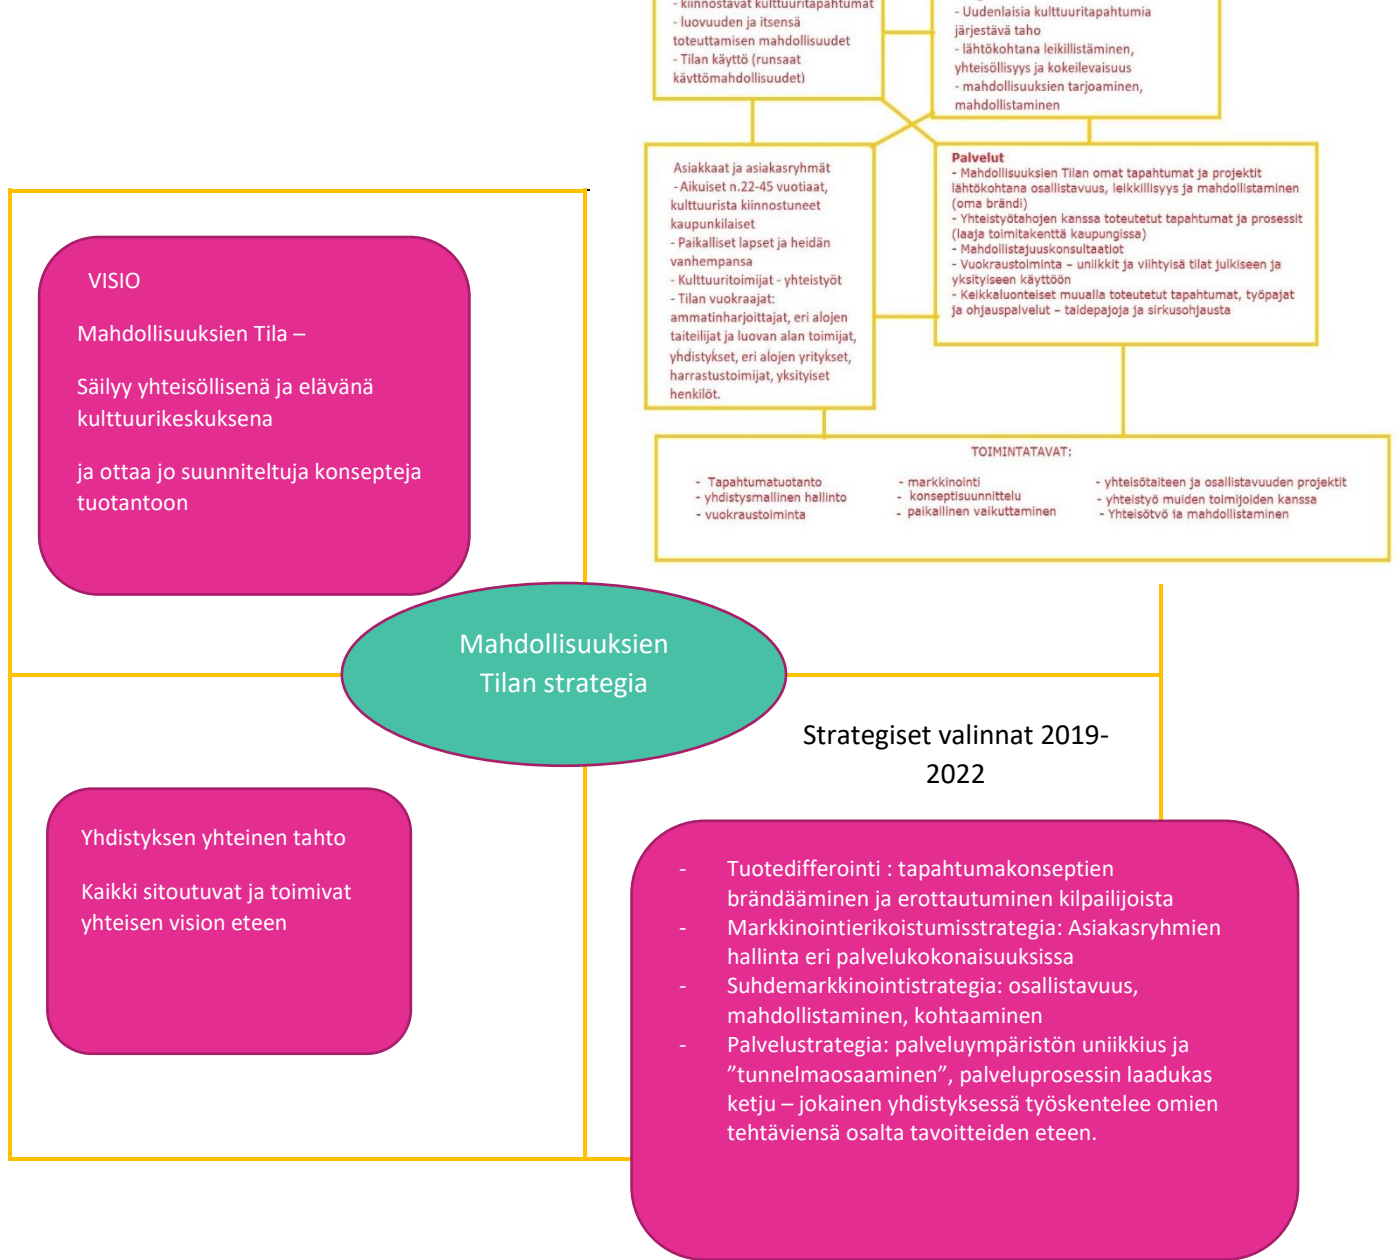 - kiinnostavat kulttuuritapahtumat
- luovuuden ja itsensä
toteuttamisen mahdollisuudet
- Tilan käyttö (runsaat
käyttömahdollisuudet)
- Uudenlaisia kulttuuritapahtumia
järjestävä taho
- lähtökohtana leikillistäminen,
yhteisöllisyys ja kokeilevaisuus
- mahdollisuuksien tarjoaminen,
mahdollistaminen
Asiakkaat ja asiakasryhmät
- Aikuiset n.22-45 vuotiaat,
kulttuurista kiinnostuneet
kaupunkilaiset
- Paikalliset lapset ja heidän
vanhempansa
- Kulttuuritoimijat - yhteistyöt
- Tilan vuokraajat:
ammatinharjoittajat, eri alojen
taiteilijat ja luovan alan toimijat,
yhdistykset, eri alojen yritykset,
harrastustoimijat, yksityiset
henkilöt.
Palvelut
- Mahdollisuuksien Tilan omat tapahtumat ja projektit
lähtökohtana osallistavuus, leikkillisyys ja mahdollistaminen
(oma brändi)
- Yhteistyötahojen kanssa toteutetut tapahtumat ja prosessit
(laaja toimitakenttä kaupungissa)
- Mahdollistajuuskonsultaatiot
- Vuokraustoiminta – uniikkit ja viihtyisä tilat julkiseen ja
yksityiseen käyttöön
- Keikkaluonteiset muualla toteutetut tapahtumat, työpajat
ja ohjauspalvelut – taidepajoja ja sirkusohjausta
TOIMINTATAVAT:
- Tapahtumatuotanto
- yhdistysmallinen hallinto
- vuokraustoiminta
- markkinointi
- konseptisuunnittelu
- paikallinen vaikuttaminen
- yhteisötaiteen ja osallistavuuden projektit
- yhteistyö muiden toimijoiden kanssa
- Yhteisötyö ja mahdollistaminen
VISIO
Mahdollisuuksien Tila –
Säilyy yhteisöllisenä ja elävänä
kulttuurikeskuksena
ja ottaa jo suunniteltuja konsepteja
tuotantoon
Mahdollisuuksien
Tilan strategia
Strategiset valinnat 2019-
2022
Yhdistyksen yhteinen tahto
Kaikki sitoutuvat ja toimivat
yhteisen vision eteen
- Tuotedifferointi : tapahtumakonseptien
brändääminen ja erottautuminen kilpailijoista
- Markkinointierikoistumisstrategia: Asiakasryhmien
hallinta eri palvelukokonaisuuksissa
- Suhdemarkkinointistrategia: osallistavuus,
mahdollistaminen, kohtaaminen
- Palvelustrategia: palveluympäristön uniikkius ja
”tunnelmaosaaminen”, palveluprosessin laadukas
ketju – jokainen yhdistyksessä työskentelee omien
tehtäviensä osalta tavoitteiden eteen.